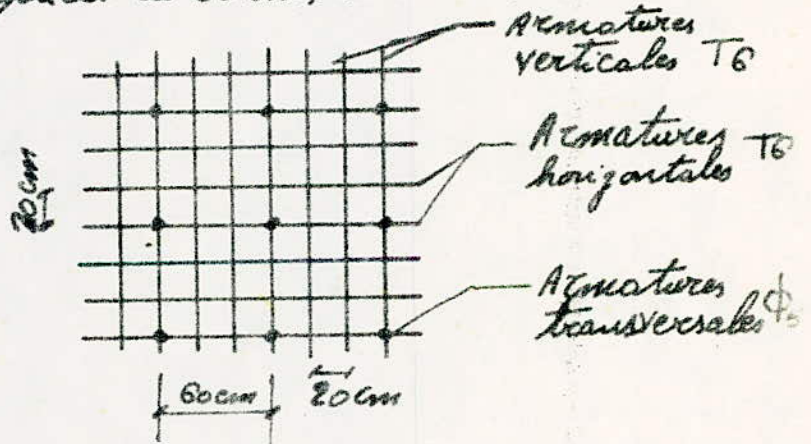 Armatures
verticales T6
Armatures T6
horizontales
20cm
Armatures
transversales ϕ5
60cm 20cm